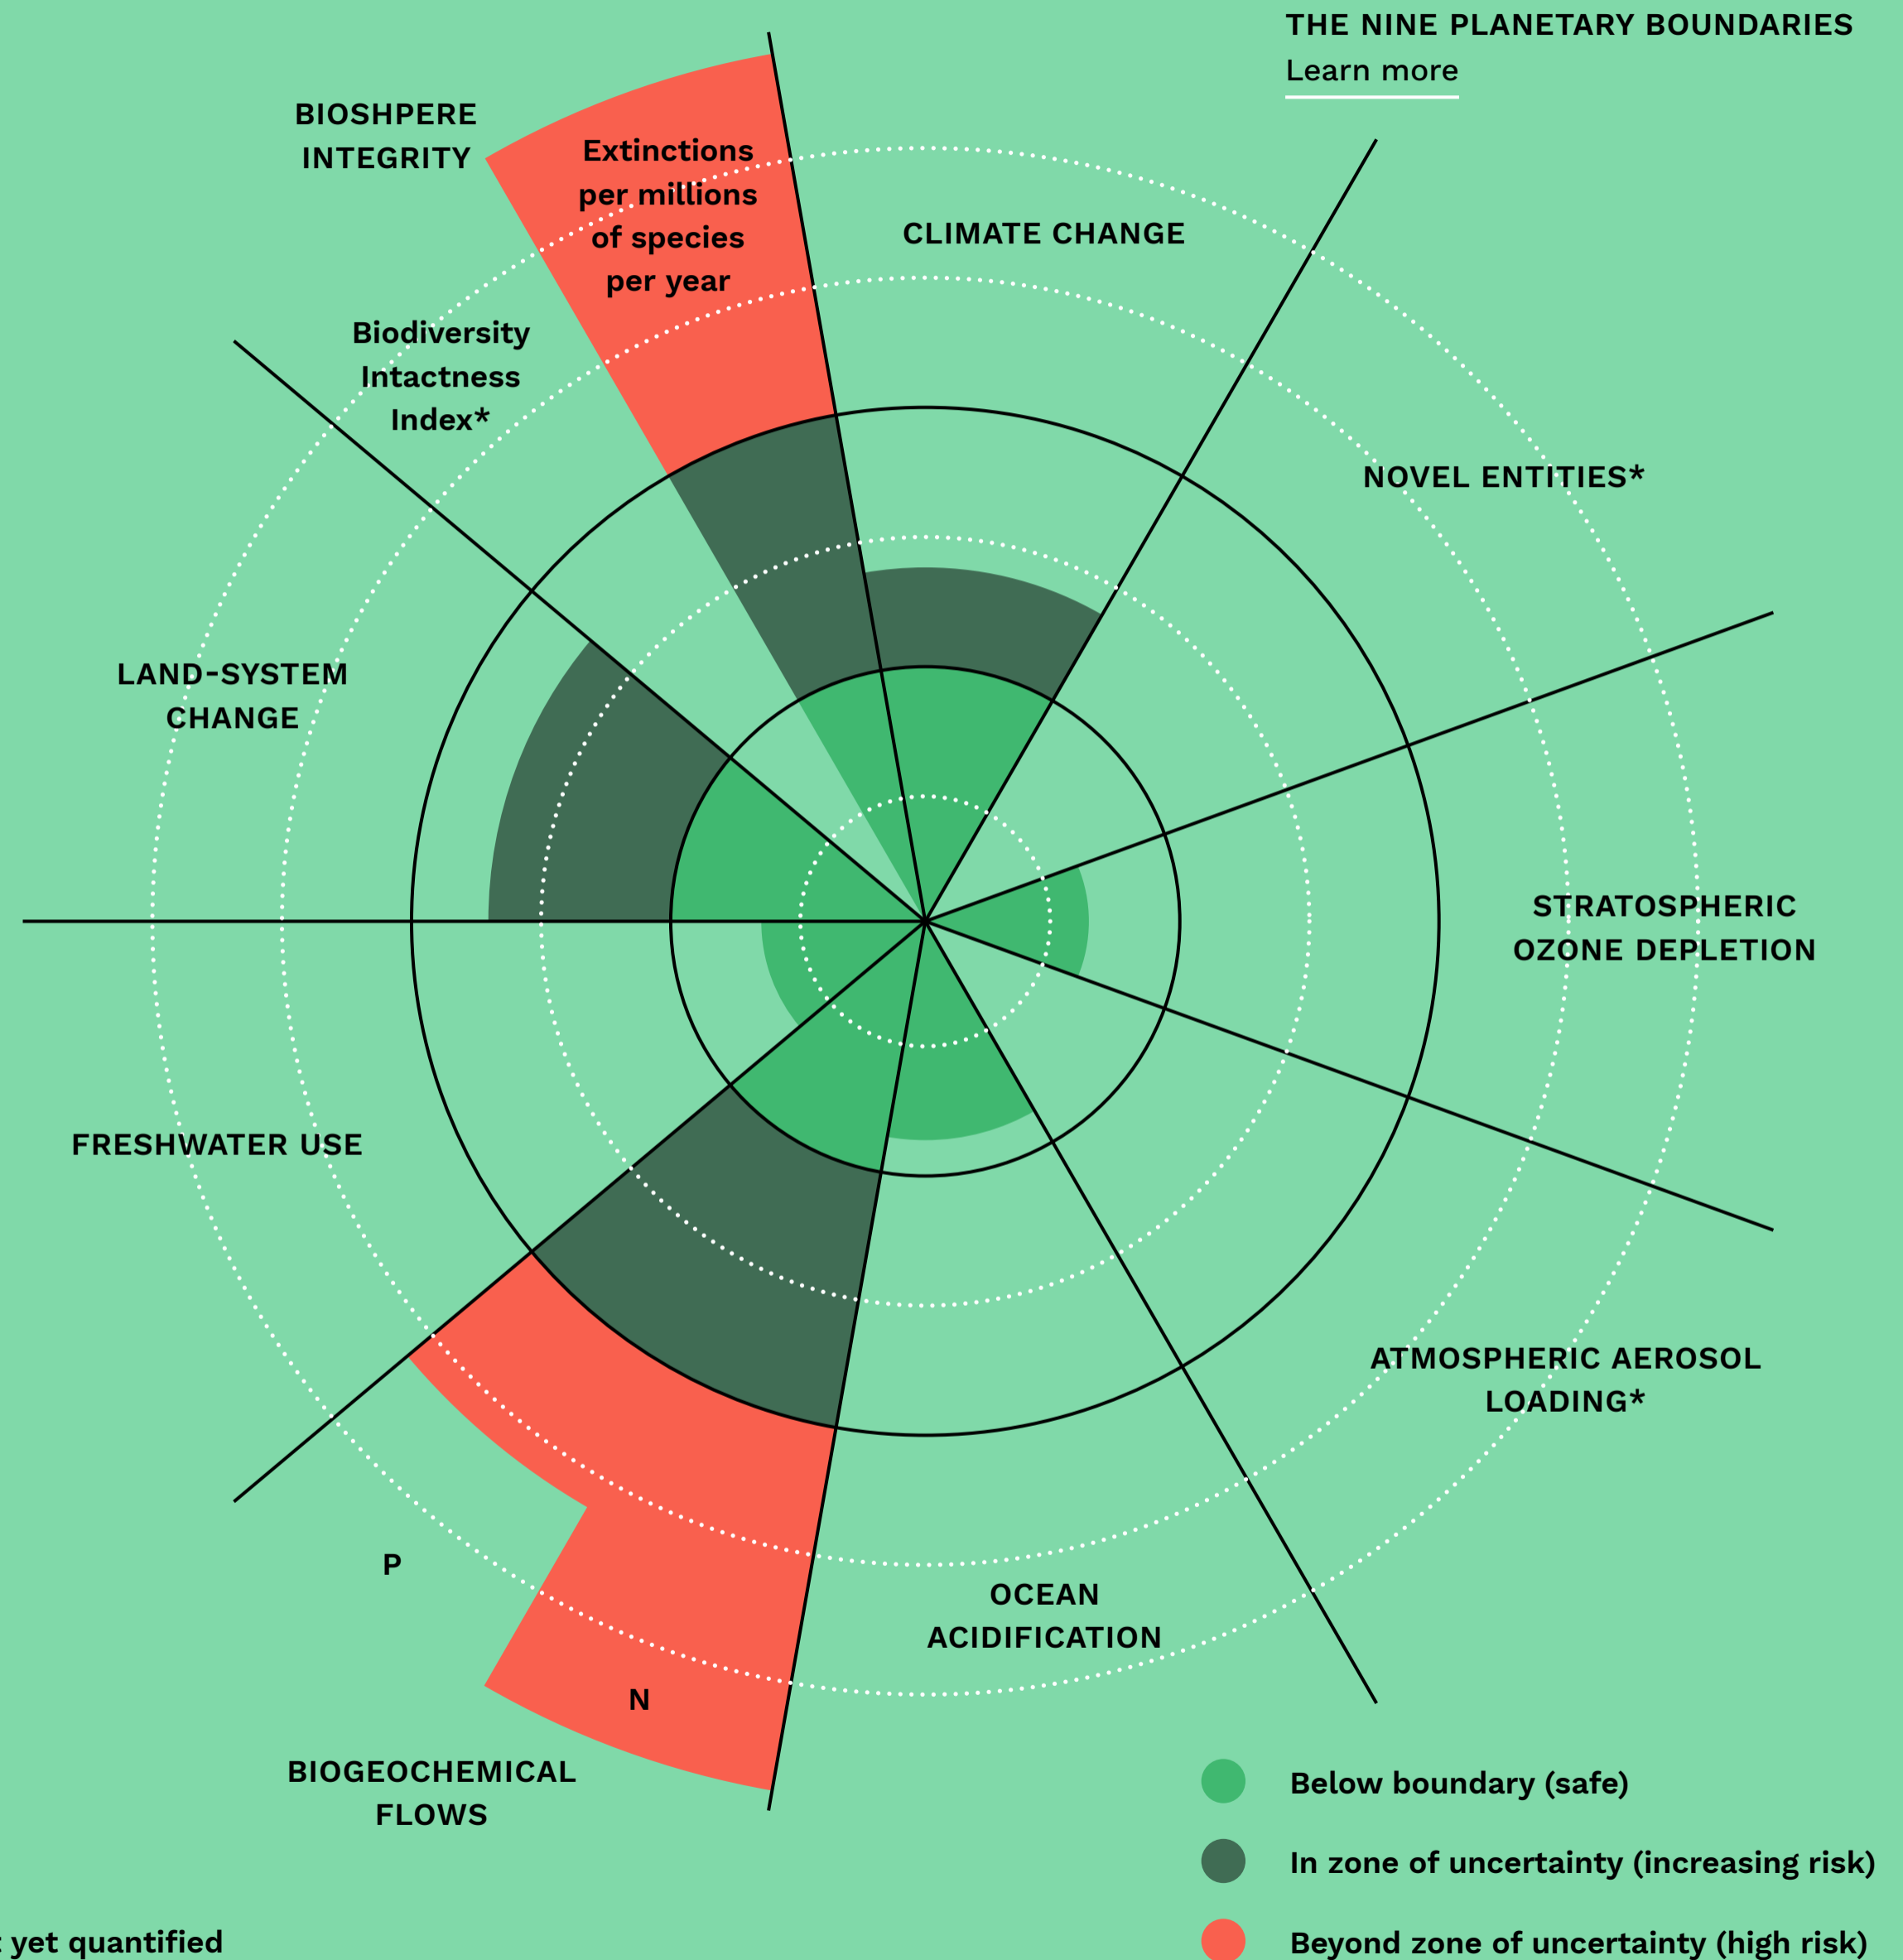 THE NINE PLANETARY BOUNDARIES
Learn more
BIOSHPERE
INTEGRITY
Extinctions
per millions
of species
per year
CLIMATE CHANGE
Biodiversity
Intactness
Index*
NOVEL ENTITIES*
LAND-SYSTEM
CHANGE
STRATOSPHERIC
OZONE DEPLETION
FRESHWATER USE
ATMOSPHERIC AEROSOL
LOADING*
P
OCEAN
ACIDIFICATION
N
BIOGEOCHEMICAL
FLOWS
Below boundary (safe)
In zone of uncertainty (increasing risk)
yet quantified
Beyond zone of uncertainty (high risk)